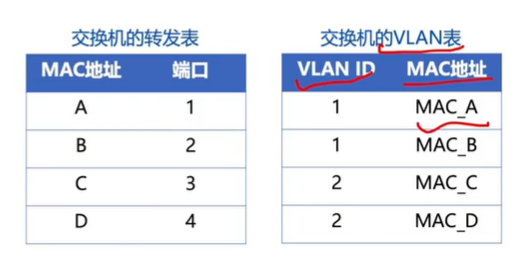 交换机的转发表
MAC地址 端口
A 1
B 2
C 3
D 4
交换机的VLAN表
VLAN ID MAC地址
1 MAC_A
1 MAC_B
2 MAC_C
2 MAC_D